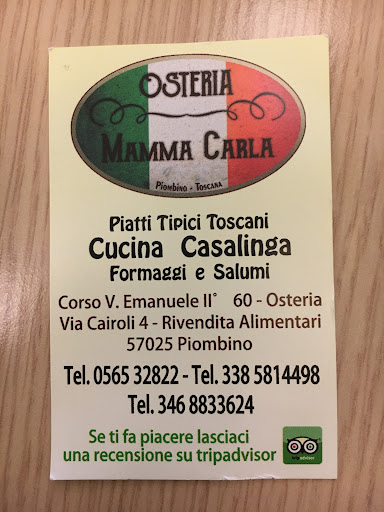 OSTERIA
MAMMA CARLA
PIOMBINO - TOSCANA
Piatti Tipici Toscani
Cucina Casalinga
Formaggi e Salumi
Corso V. Emanuele II° 60 - Osteria
Via Cairoli 4 - Rivendita Alimentari
57025 Piombino
Tel. 0565 32822 - Tel. 338 5814498
Tel. 346 8833624
Se ti fa piacere lasciaci
una recensione su tripadvisor
tripadvisor